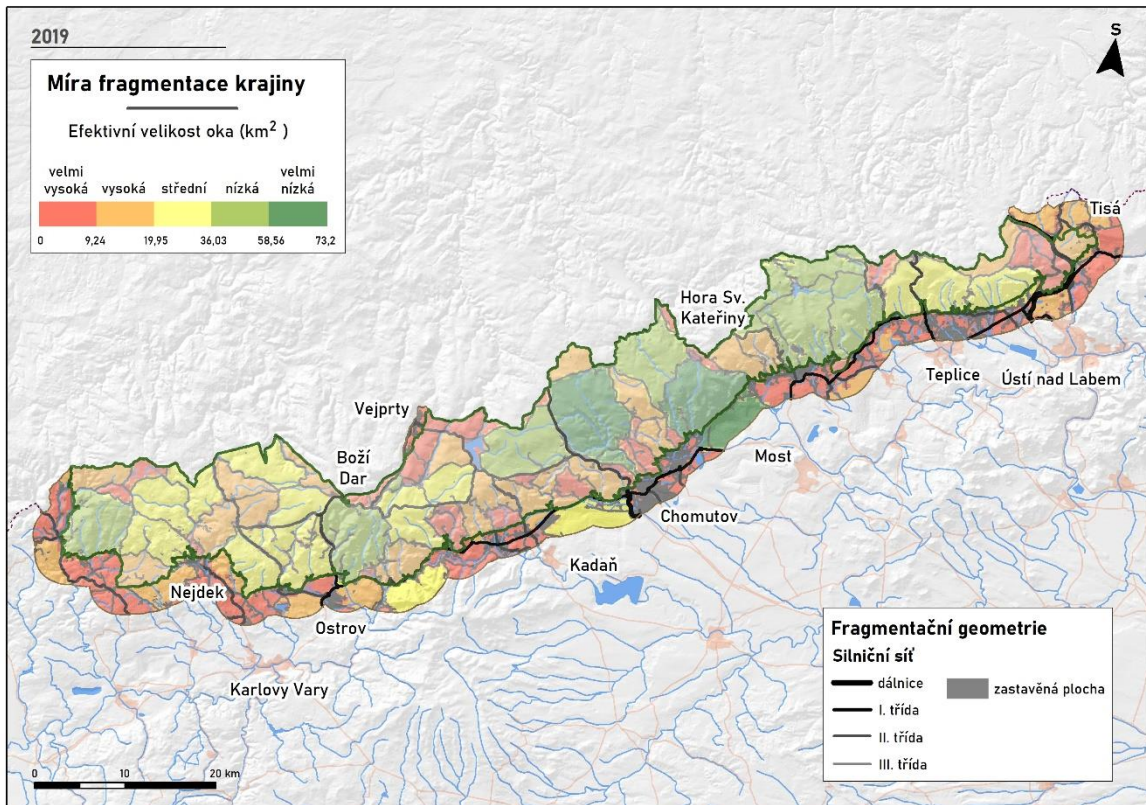 2019
Míra fragmentace krajiny
Efektivní velikost oka (km² )
velmi vysoká
vysoká
střední
nízká
velmi nízká
0 9,24 19,95 36,03 58,56 73,2
S
Tisá
Hora Sv.
Kateřiny
Teplice
Ústí nad Labem
Vejprty
Boží
Dar
Most
Chomutov
Kadaň
Nejdek
Ostrov
Karlovy Vary
0 10 20 km
Fragmentační geometrie
Silniční síť
dálnice
zastavěná plocha
I. třída
II. třída
III. třída